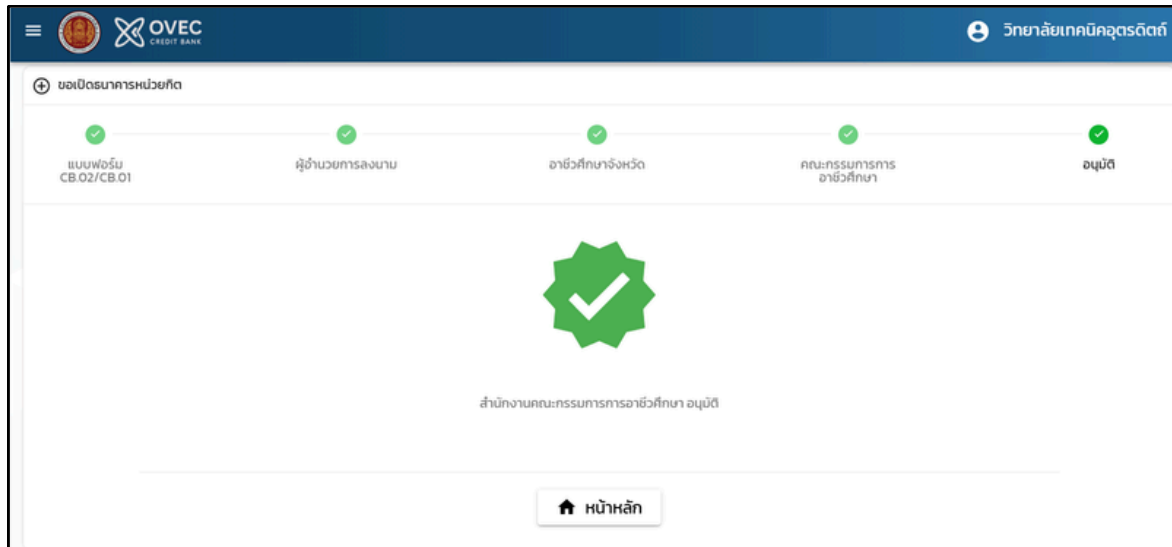 OVEC
CREDIT BANK
วิทยาลัยเทคนิคอุตรดิตถ์
ขอเปิดธนาคารหน่วยกิต
แบบฟอร์ม
CB.02/CB.01
ผู้อำนวยการลงนาม
อาชีวศึกษาจังหวัด
คณะกรรมการการ
อาชีวศึกษา
อนุมัติ
สำนักงานคณะกรรมการการอาชีวศึกษา อนุมัติ
หน้าหลัก